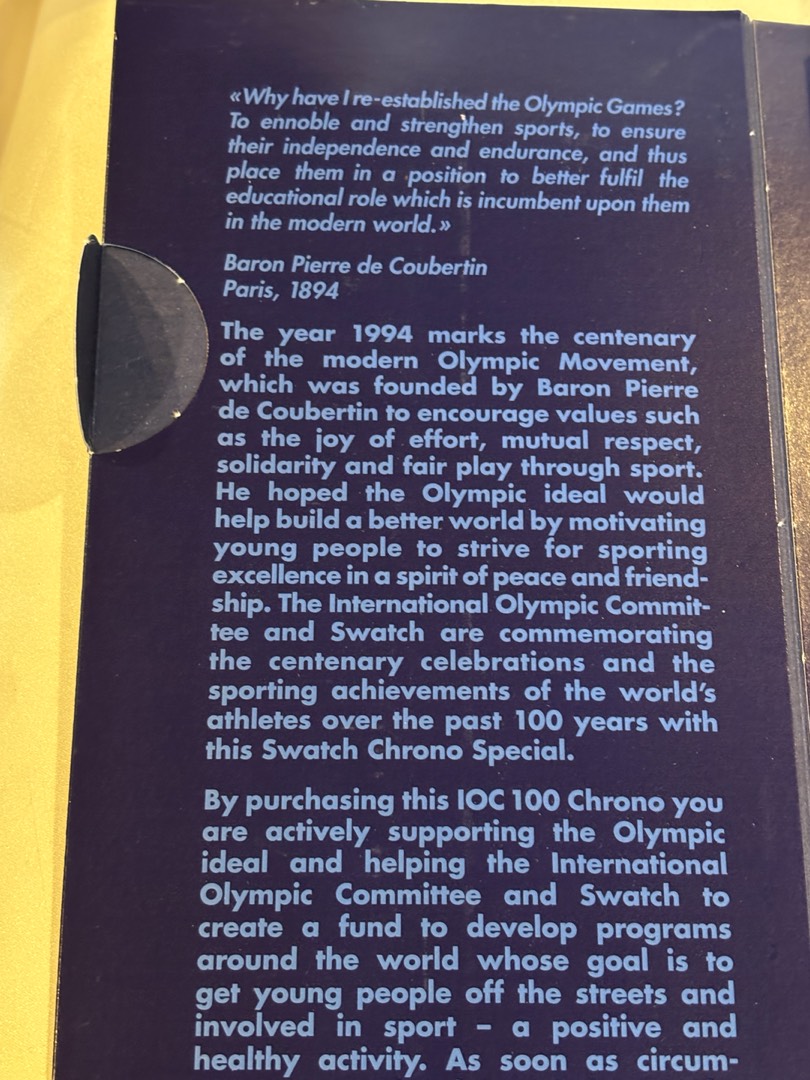 «Why have I re-established the Olympic Games?
To ennoble and strengthen sports, to ensure
their independence and endurance, and thus
place them in a position to better fulfil the
educational role which is incumbent upon them
in the modern world.»
Baron Pierre de Coubertin
Paris, 1894
The year 1994 marks the centenary
of the modern Olympic Movement,
which was founded by Baron Pierre
de Coubertin to encourage values such
as the joy of effort, mutual respect,
solidarity and fair play through sport.
He hoped the Olympic ideal would
help build a better world by motivating
young people to strive for sporting
excellence in a spirit of peace and friend-
ship. The International Olympic Commit-
tee and Swatch are commemorating
the centenary celebrations and the
sporting achievements of the world's
athletes over the past 100 years with
this Swatch Chrono Special.
By purchasing this IOC 100 Chrono you
are actively supporting the Olympic
ideal and helping the International
Olympic Committee and Swatch to
create a fund to develop programs
around the world whose goal is to
get young people off the streets and
involved in sport – a positive and
healthy activity. As soon as circum-